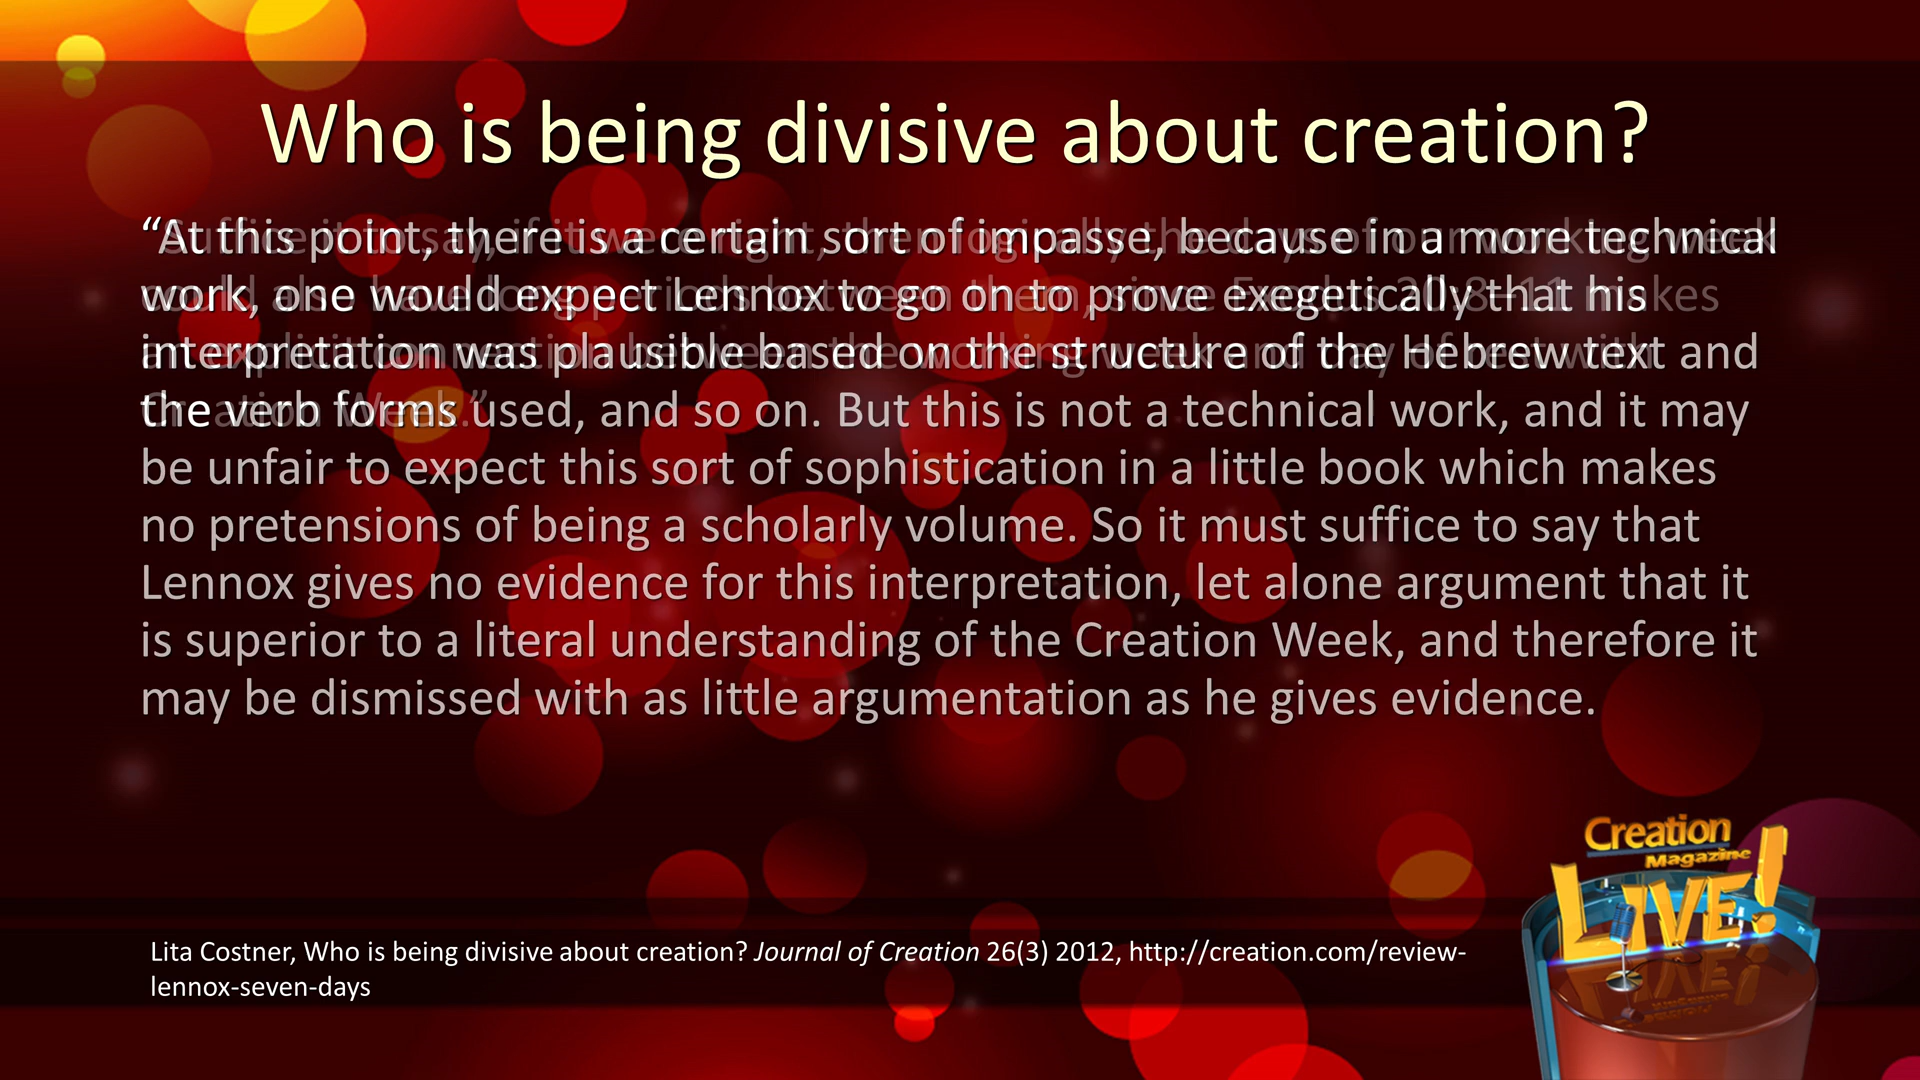 Who is being divisive about creation?
“At this point, there is a certain sort of impasse, because in a more technical
work, one would expect Lennox to go on to prove exegetically that his
interpretation was plausible based on the structure of the Hebrew text and
the verb forms used, and so on. But this is not a technical work, and it may
be unfair to expect this sort of sophistication in a little book which makes
no pretensions of being a scholarly volume. So it must suffice to say that
Lennox gives no evidence for this interpretation, let alone argument that it
is superior to a literal understanding of the Creation Week, and therefore it
may be dismissed with as little argumentation as he gives evidence.
Lita Costner, Who is being divisive about creation? Journal of Creation 26(3) 2012, http://creation.com/review-
lennox-seven-days
Creation
Magazine
LIVE!